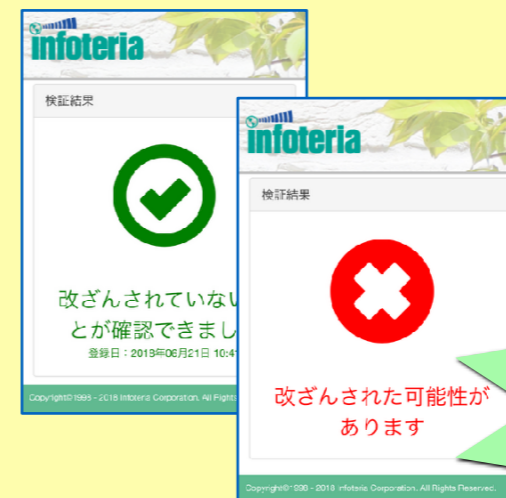 infoteria
検証結果
改ざんされていない
とが確認できまし
登録日：2018年06月21日 10:41
Copyright© 1998 - 2018 Infoteria Corporation. All Rights
infoteria
検証結果
改ざんされた可能性が
あります
Copyright© 1998 - 2018 Infoteria Corporation. All Rights Reserved.